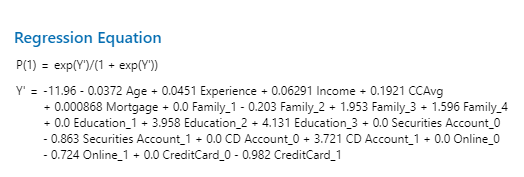 Regression Equation
P(1) = exp(Y')/(1 + exp(Y'))
Y' = -11.96 - 0.0372 Age + 0.0451 Experience + 0.06291 Income + 0.1921 CCAvg
+ 0.000868 Mortgage + 0.0 Family_1 - 0.203 Family_2 + 1.953 Family_3 + 1.596 Family_4
+ 0.0 Education_1 + 3.958 Education_2 + 4.131 Education_3 + 0.0 Securities Account_0
- 0.863 Securities Account_1 + 0.0 CD Account_0 + 3.721 CD Account_1 + 0.0 Online_0
- 0.724 Online_1 + 0.0 CreditCard_0 - 0.982 CreditCard_1